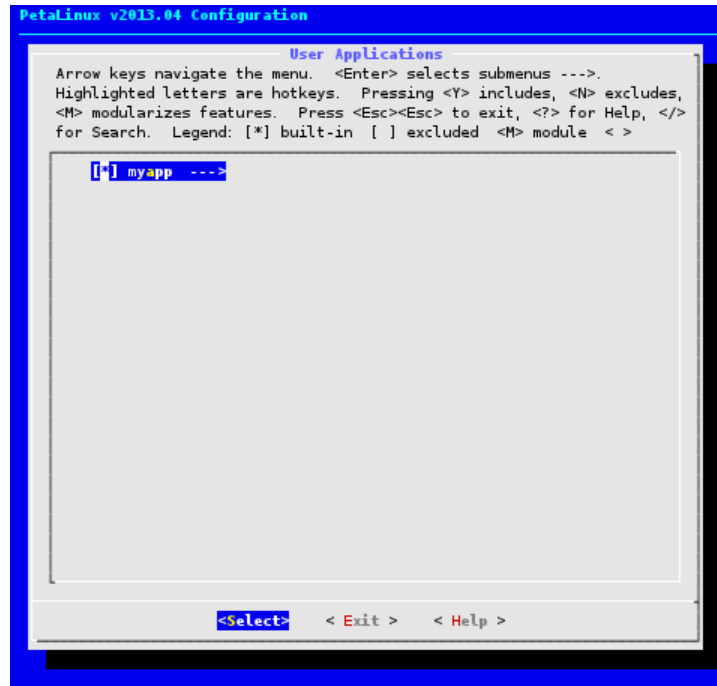 PetaLinux v2013.04 Configuration
User Applications
Arrow keys navigate the menu.  <Enter> selects submenus --->.
Highlighted letters are hotkeys.  Pressing <Y> includes, <N> excludes,
<M> modularizes features.  Press <Esc><Esc> to exit, <?> for Help, </>
for Search.  Legend: [*] built-in  [ ] excluded  <M> module  < >
[*] myapp  --->
<Select>    < Exit >    < Help >